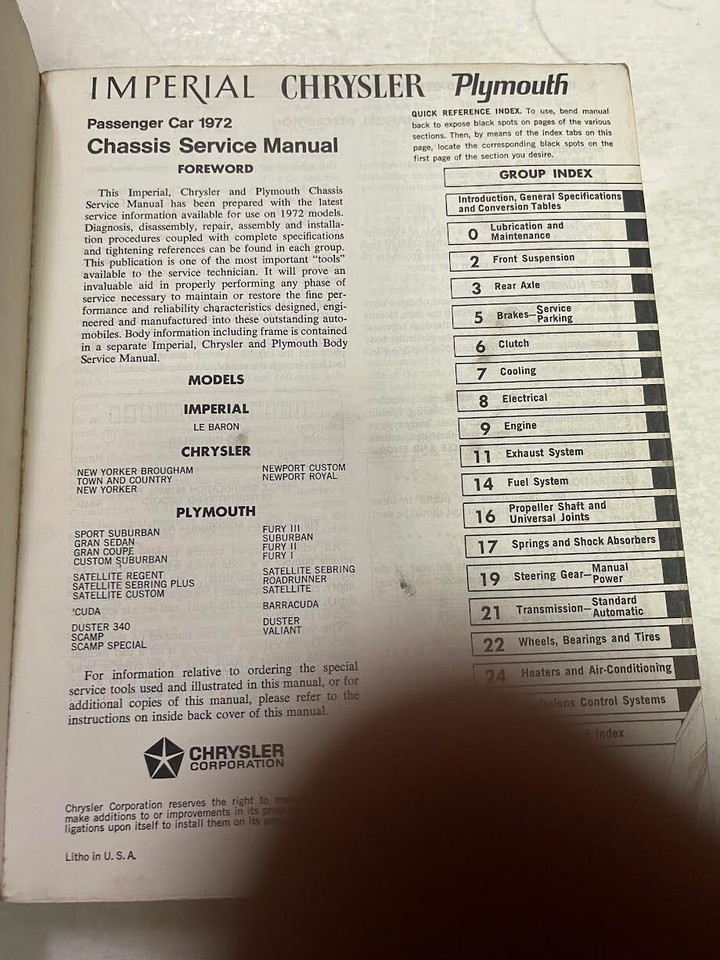 IMPERIAL CHRYSLER Plymouth
Passenger Car 1972
Chassis Service Manual
FOREWORD
This Imperial, Chrysler and Plymouth Chassis
Service Manual has been prepared with the latest
service information available for use on 1972 models.
Diagnosis, disassembly, repair, assembly and installa-
tion procedures coupled with complete specifications
and tightening references can be found in each group.
This publication is one of the most important "tools"
available to the service technician. It will prove an
invaluable aid in properly performing any phase of
service necessary to maintain or restore the fine per-
formance and reliability characteristics designed, engi-
neered and manufactured into these outstanding auto-
mobiles. Body information including frame is contained
in a separate Imperial, Chrysler and Plymouth Body
Service Manual.
MODELS
IMPERIAL
LE BARON
CHRYSLER
NEW YORKER BROUGHAM
TOWN AND COUNTRY
NEW YORKER
NEWPORT CUSTOM
NEWPORT ROYAL
PLYMOUTH
SPORT SUBURBAN
GRAN SEDAN
GRAN COUPE
CUSTOM SUBURBAN
FURY III
SUBURBAN
FURY II
FURY I
SATELLITE REGENT
SATELLITE SEBRING PLUS
SATELLITE CUSTOM
SATELLITE SEBRING
ROADRUNNER
SATELLITE
'CUDA
BARRACUDA
DUSTER 340
SCAMP
SCAMP SPECIAL
DUSTER
VALIANT
For information relative to ordering the special
service tools used and illustrated in this manual, or for
additional copies of this manual, please refer to the
instructions on inside back cover of this manual.
CHRYSLER
CORPORATION
Chrysler Corporation reserves the right to
make additions to or improvements in its
ligations upon itself to install them on its
Litho in U. S. A.
QUICK REFERENCE INDEX. To use, bend manual
back to expose black spots on pages of the various
sections. Then, by means of the index tabs on this
page, locate the corresponding black spots on the
first page of the section you desire.
GROUP INDEX
Introduction, General Specifications
and Conversion Tables
0 Lubrication and
Maintenance
2 Front Suspension
3 Rear Axle
5 Brakes—Service
Parking
6 Clutch
7 Cooling
8 Electrical
9 Engine
11 Exhaust System
14 Fuel System
16 Propeller Shaft and
Universal Joints
17 Springs and Shock Absorbers
19 Steering Gear—Manual
Power
21 Transmission—Standard
Automatic
22 Wheels, Bearings and Tires
24 Heaters and Air-Conditioning
Control Systems
Index